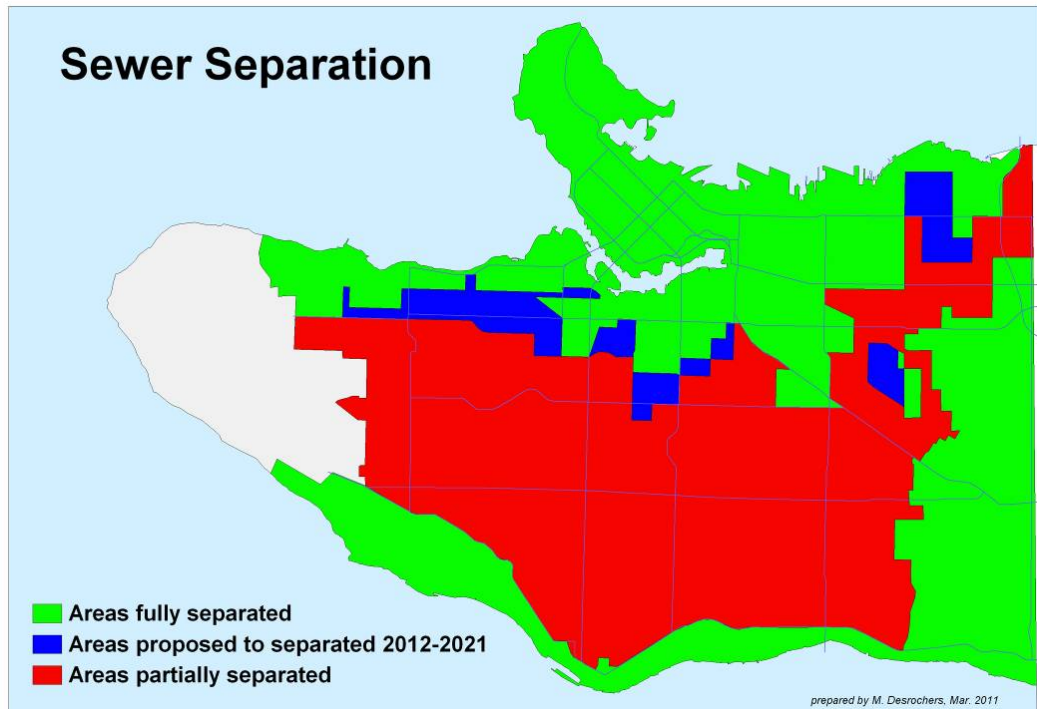 Sewer Separation
Areas fully separated
Areas proposed to separated 2012-2021
Areas partially separated
prepared by M. Desrochers, Mar. 2011